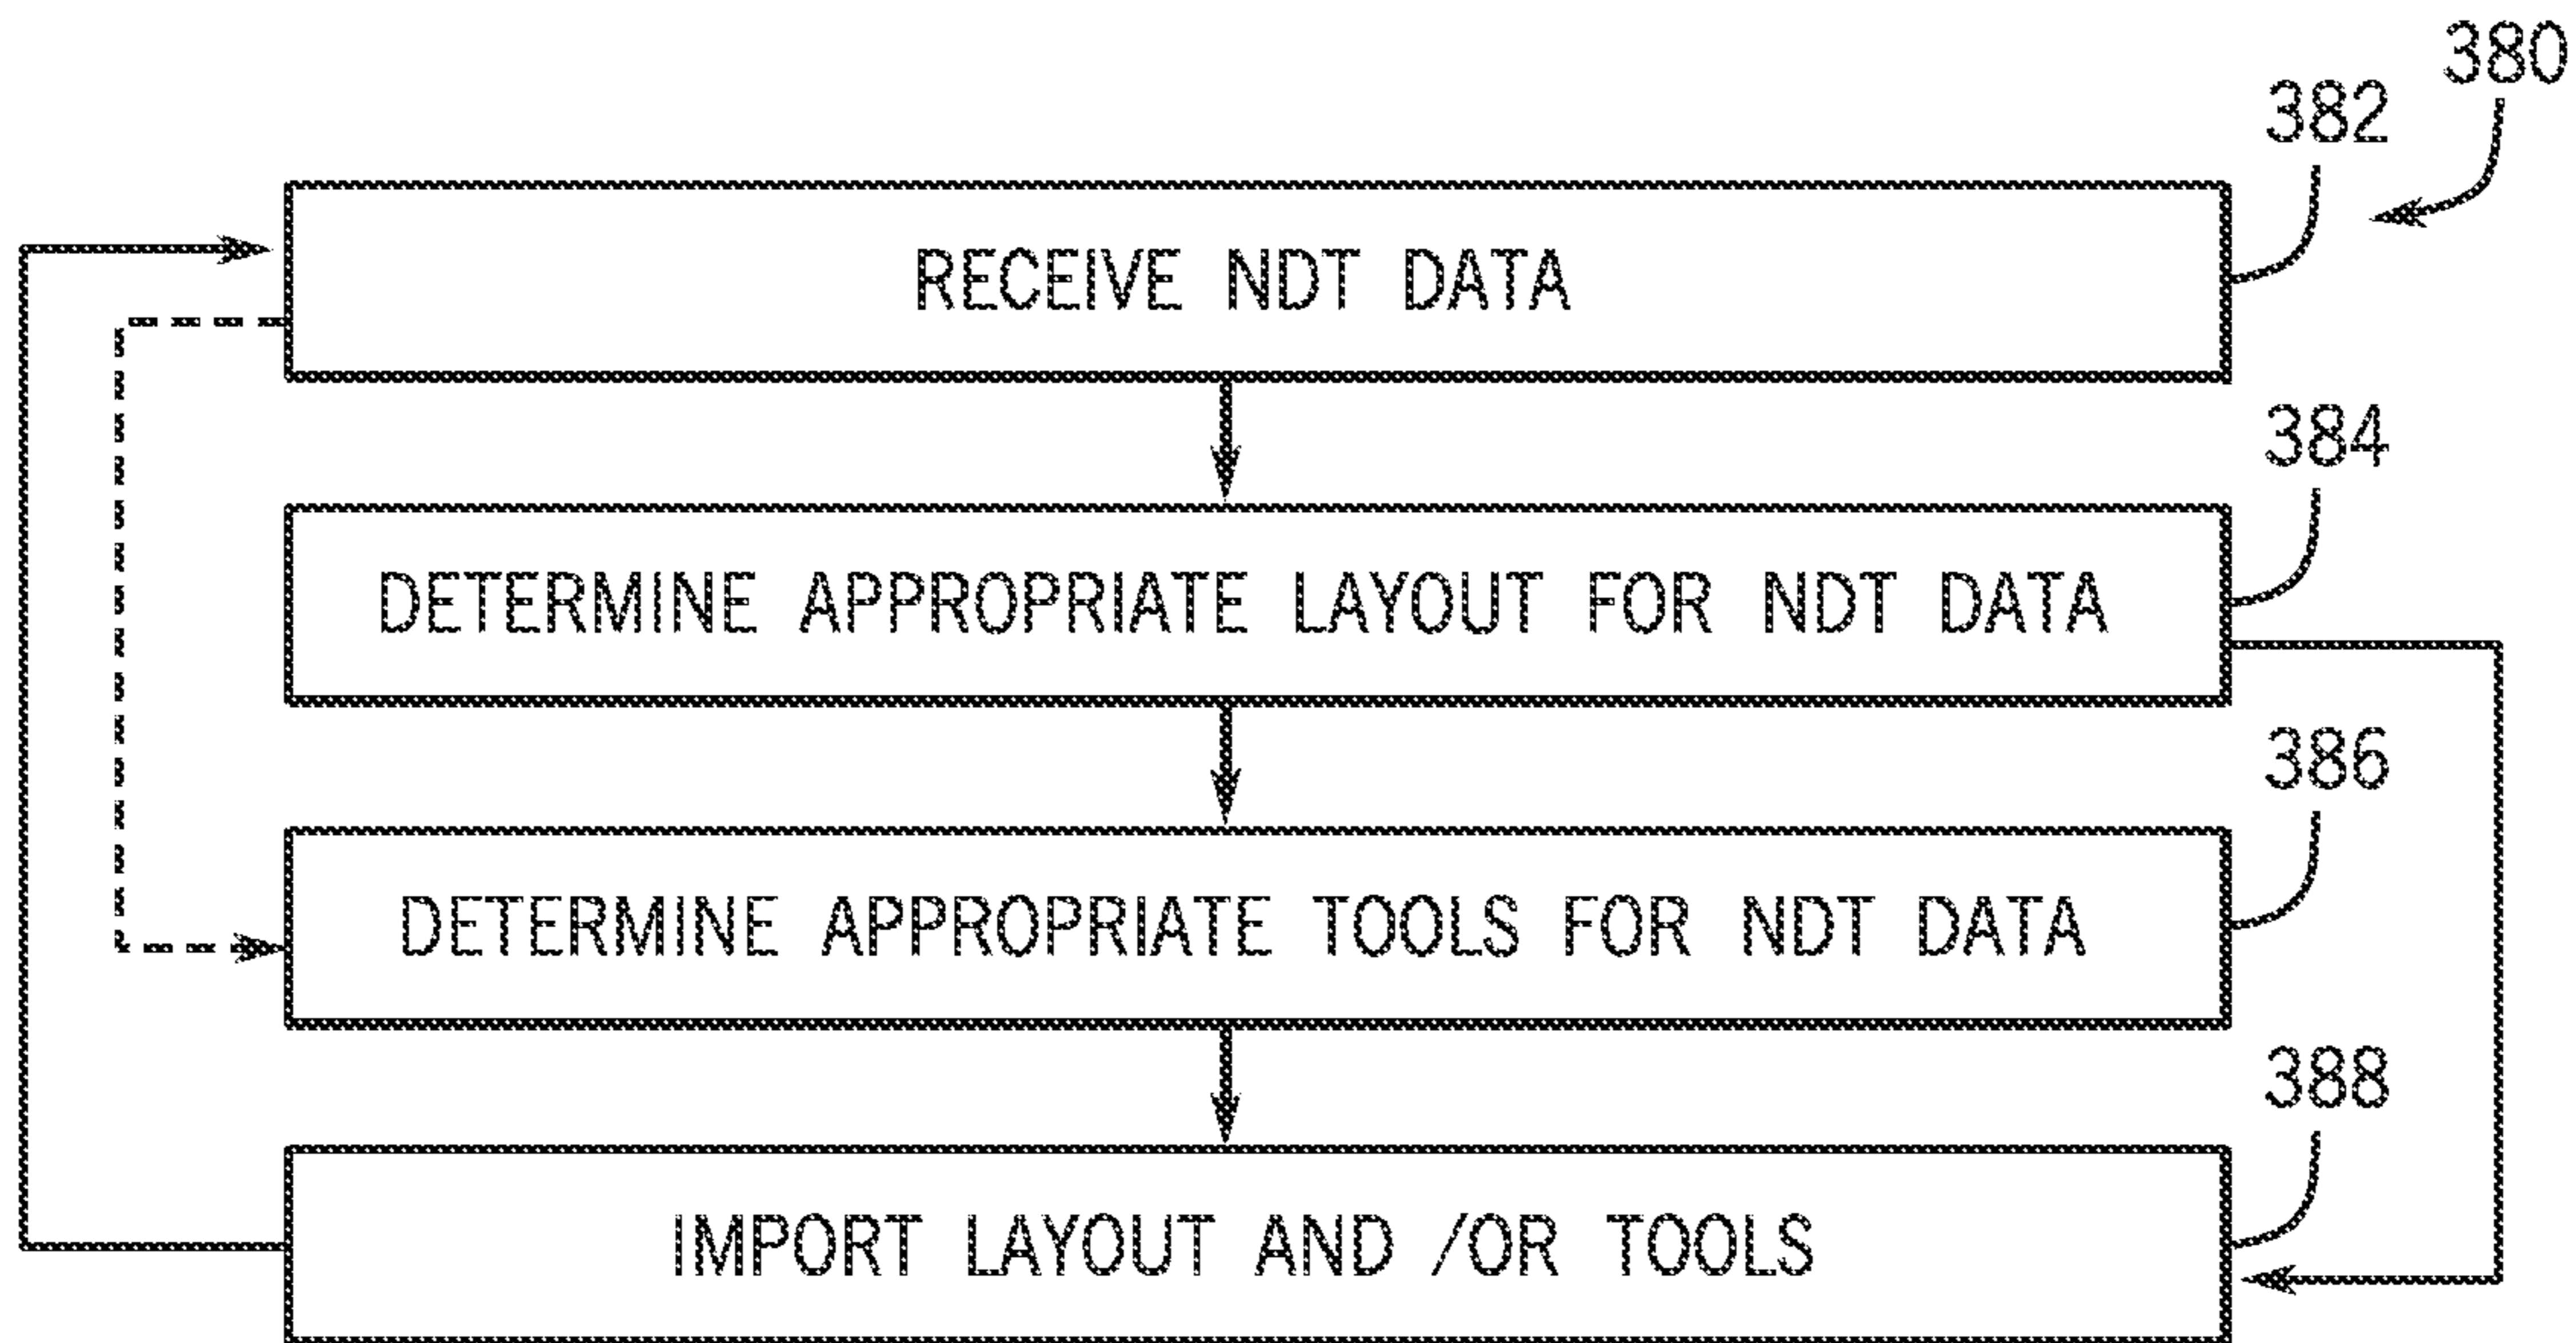 380
382
RECEIVE NDT DATA
384
DETERMINE APPROPRIATE LAYOUT FOR NDT DATA
386
DETERMINE APPROPRIATE TOOLS FOR NDT DATA
388
IMPORT LAYOUT AND /OR TOOLS